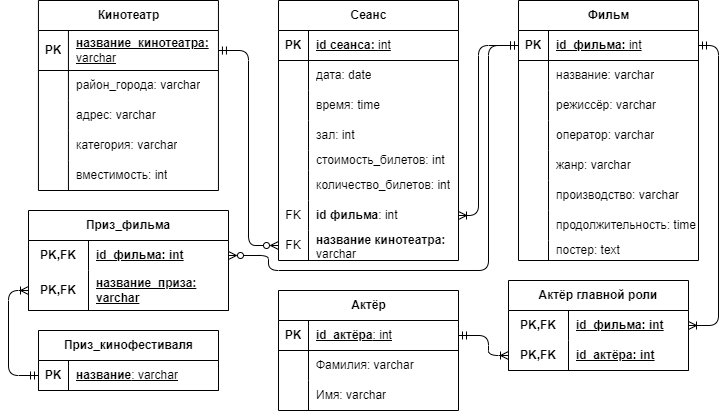 Кинотеатр
PK название_кинотеатра:
varchar
район_города: varchar
адрес: varchar
категория: varchar
вместимость: int
Сеанс
PK id сеанса: int
дата: date
время: time
зал: int
стоимость_билетов: int
количество_билетов: int
FK id фильма: int
FK название кинотеатра:
varchar
Фильм
PK id_фильма: int
название: varchar
режиссёр: varchar
оператор: varchar
жанр: varchar
производство: varchar
продолжительность: time
постер: text
Приз_фильма
PK,FK id_фильма: int
PK,FK название_приза:
varchar
Приз_кинофестиваля
PK название: varchar
Актёр
PK id_актёра: int
Фамилия: varchar
Имя: varchar
Актёр главной роли
PK,FK id_фильма: int
PK,FK id_актёра: int